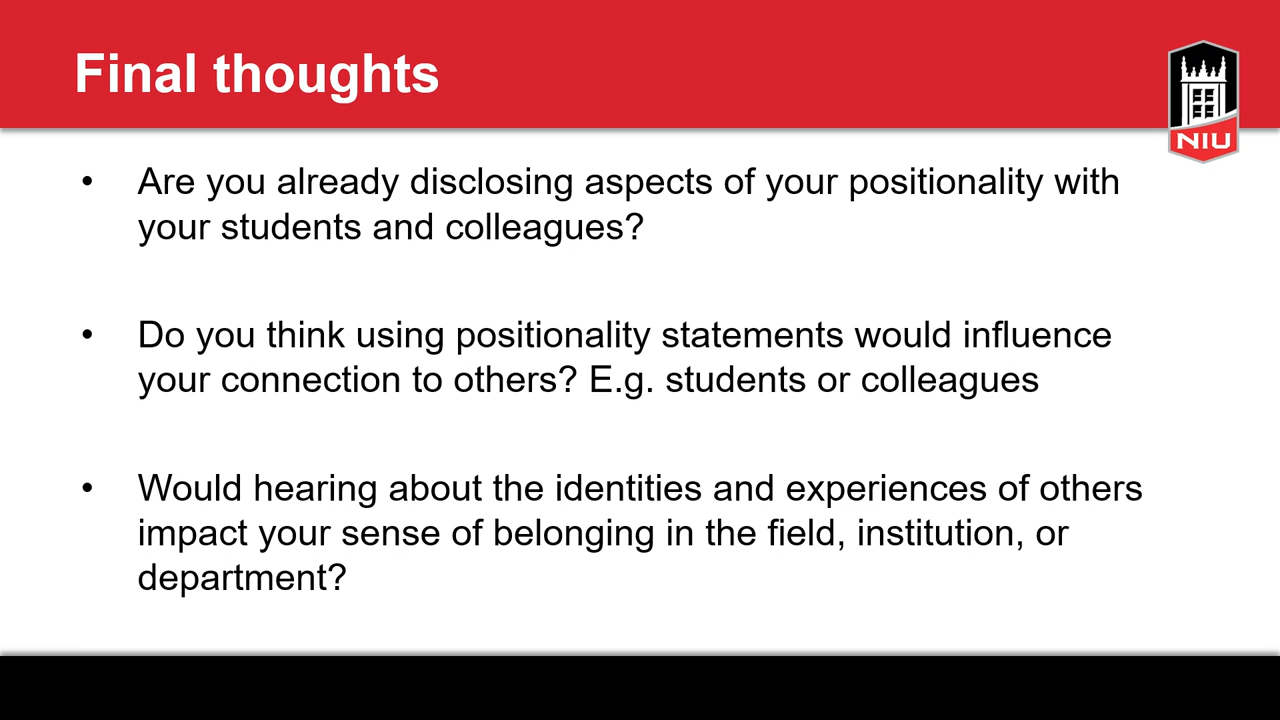 Final thoughts
NIU
• Are you already disclosing aspects of your positionality with
your students and colleagues?
• Do you think using positionality statements would influence
your connection to others? E.g. students or colleagues
• Would hearing about the identities and experiences of others
impact your sense of belonging in the field, institution, or
department?